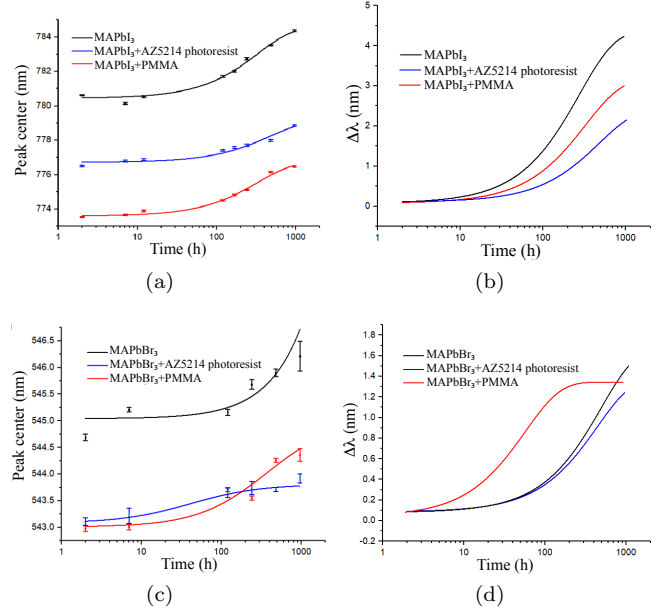 MAPbI₃
MAPbI₃+AZ5214 photoresist
MAPbI₃+PMMA
Peak center (nm)
784
782
780
778
776
774
1 10 100 1000
Time (h)
(a)
MAPbI₃
MAPbI₃+AZ5214 photoresist
MAPbI₃+PMMA
Δλ (nm)
5
4
3
2
1
0
1 10 100 1000
Time (h)
(b)
MAPbBr₃
MAPbBr₃+AZ5214 photoresist
MAPbBr₃+PMMA
Peak center (nm)
546.5
546.0
545.5
545.0
544.5
544.0
543.5
543.0
1 10 100 1000
Time (h)
(c)
MAPbBr₃
MAPbBr₃+AZ5214 photoresist
MAPbBr₃+PMMA
Δλ (nm)
1.8
1.6
1.4
1.2
1.0
0.8
0.6
0.4
0.2
0.0
1 10 100 1000
Time (h)
(d)